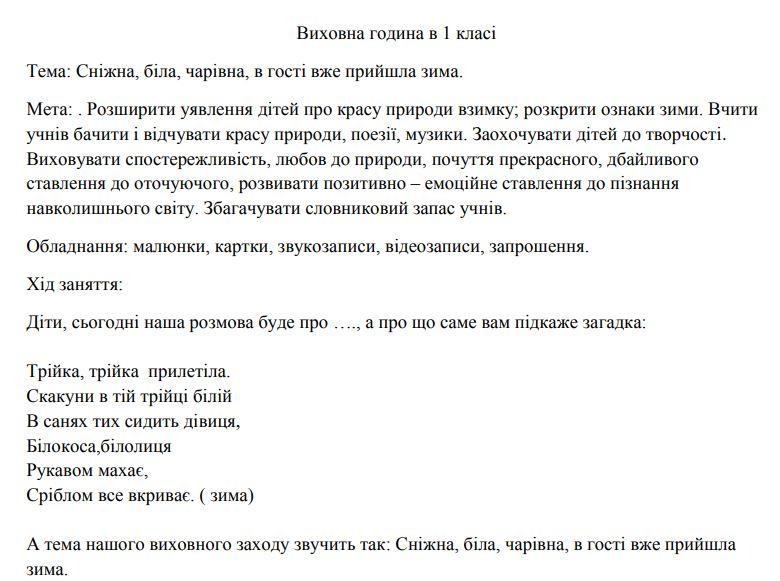 Виховна година в 1 класі
Тема: Сніжна, біла, чарівна, в гості вже прийшла зима.
Мета: . Розширити уявлення дітей про красу природи взимку; розкрити ознаки зими. Вчити
учнів бачити і відчувати красу природи, поезії, музики. Заохочувати дітей до творчості.
Виховувати спостережливість, любов до природи, почуття прекрасного, дбайливого
ставлення до оточуючого, розвивати позитивно – емоційне ставлення до пізнання
навколишнього світу. Збагачувати словниковий запас учнів.
Обладнання: малюнки, картки, звукозаписи, відеозаписи, запрошення.
Хід заняття:
Діти, сьогодні наша розмова буде про …., а про що саме вам підкаже загадка:
Трійка, трійка  прилетіла.
Скакуни в тій трійці білій
В санях тих сидить дівиця,
Білокоса,білолиця
Рукавом махає,
Сріблом все вкриває. ( зима)
А тема нашого виховного заходу звучить так: Сніжна, біла, чарівна, в гості вже прийшла
зима.